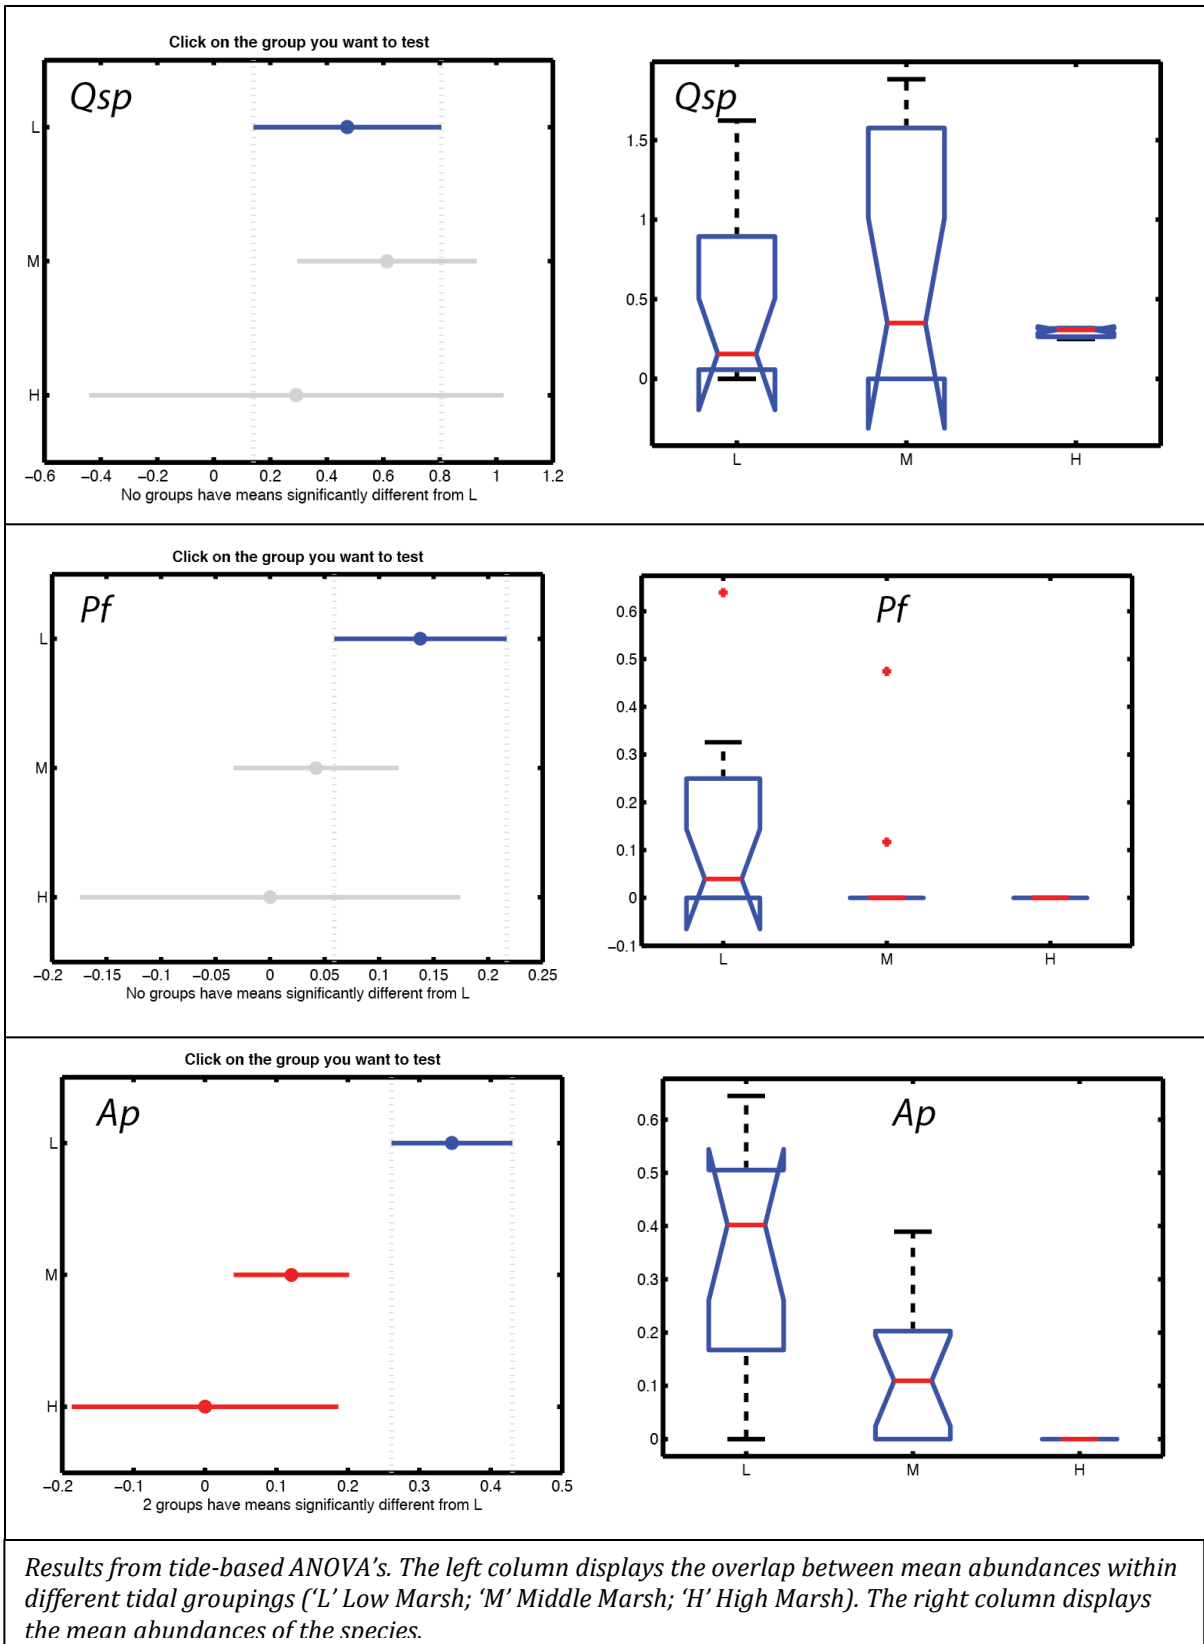 Click on the group you want to test
Qsp
L
M
H
−0.6 −0.4 −0.2 0 0.2 0.4 0.6 0.8 1 1.2
No groups have means significantly different from L
Qsp
1.5
1
0.5
0
L M H
Click on the group you want to test
Pf
L
M
H
−0.2 −0.15 −0.1 −0.05 0 0.05 0.1 0.15 0.2 0.25
No groups have means significantly different from L
Pf
0.6
0.5
0.4
0.3
0.2
0.1
0
−0.1
L M H
Click on the group you want to test
Ap
L
M
H
−0.2 −0.1 0 0.1 0.2 0.3 0.4 0.5
2 groups have means significantly different from L
Ap
0.6
0.5
0.4
0.3
0.2
0.1
0
L M H
Results from tide-based ANOVA's. The left column displays the overlap between mean abundances within
different tidal groupings ('L' Low Marsh; 'M' Middle Marsh; 'H' High Marsh). The right column displays
the mean abundances of the species.